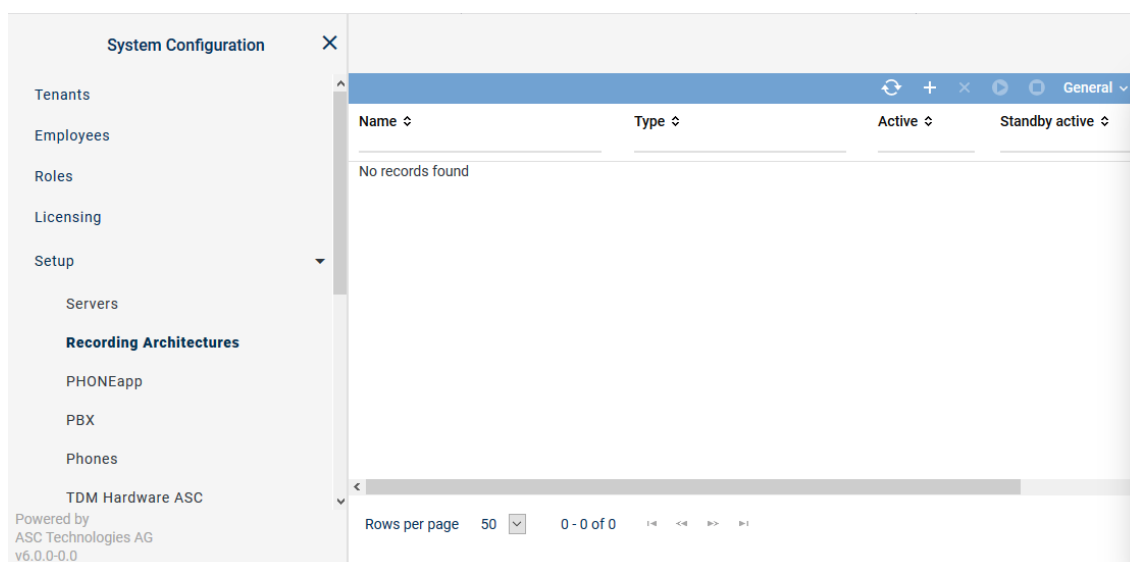 System Configuration
Tenants
Employees
Roles
Licensing
Setup
Servers
Recording Architectures
PHONEapp
PBX
Phones
TDM Hardware ASC
Powered by
ASC Technologies AG
v6.0.0-0.0
General
Name Type Active Standby active
No records found
Rows per page 50 0 - 0 of 0